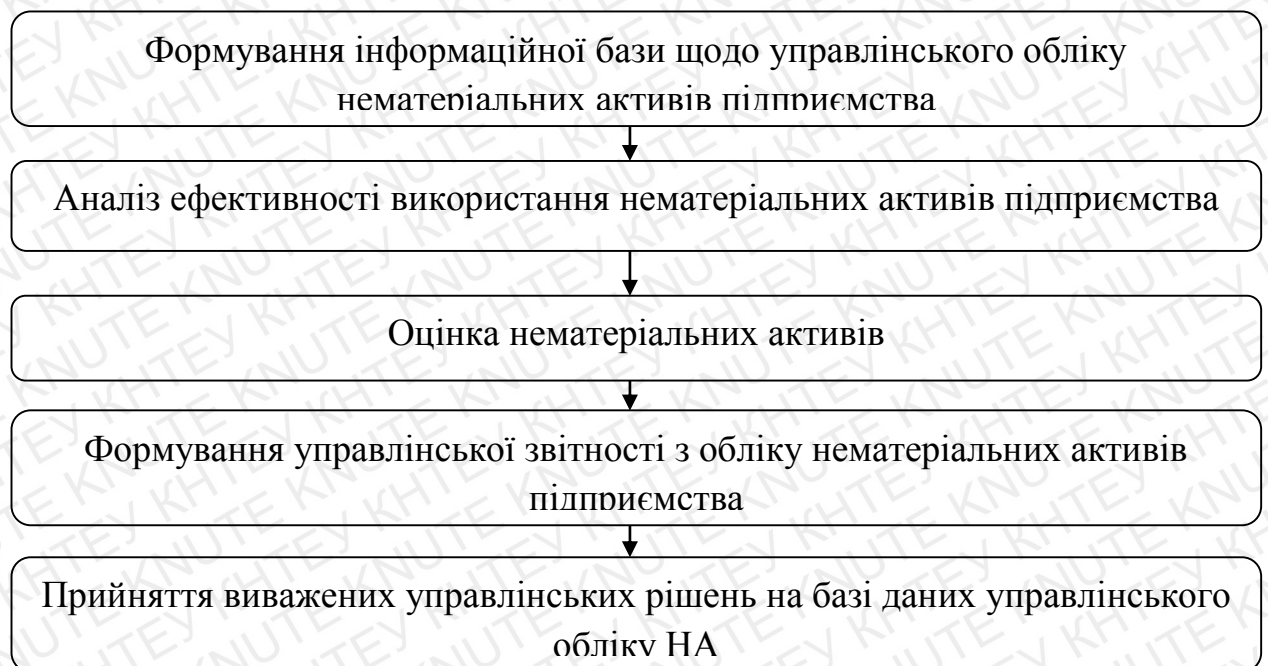 Формування інформаційної бази щодо управлінського обліку
нематеріальних активів підприємства
Аналіз ефективності використання нематеріальних активів підприємства
Оцінка нематеріальних активів
Формування управлінської звітності з обліку нематеріальних активів
підприємства
Прийняття виважених управлінських рішень на базі даних управлінського
обліку НА